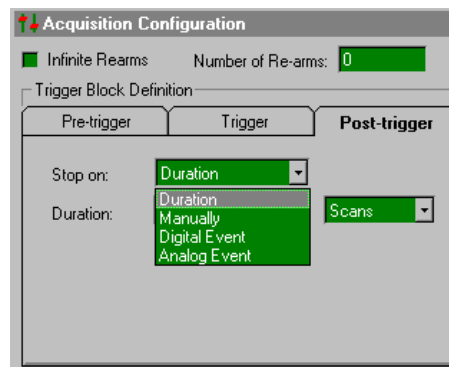 Acquisition Configuration
Infinite Rearms Number of Re-arms: 0
Trigger Block Definition
Pre-trigger Trigger Post-trigger
Stop on: Duration
Duration: Scans
Duration
Manually
Digital Event
Analog Event